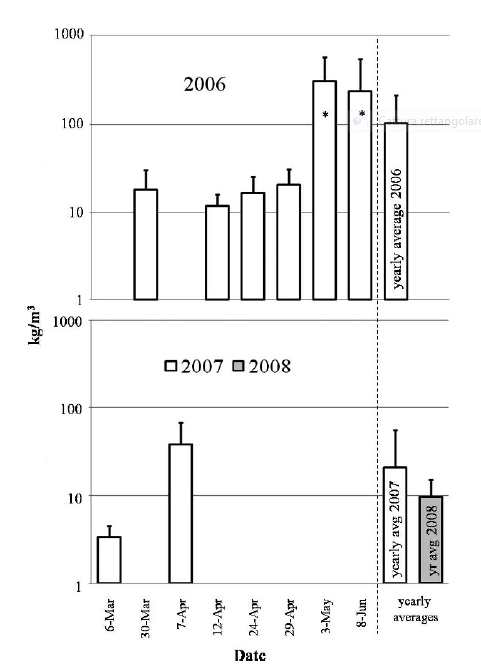 1000
2006
100
* *
© Cattura rettangolare
10
yearly average 2006
1
kg/m³
1000
2007 2008
100
10
yearly avg 2007
yr avg 2008
1
6-Mar
30-Mar
7-Apr
12-Apr
24-Apr
29-Apr
3-May
8-Jun
yearly
averages
Date